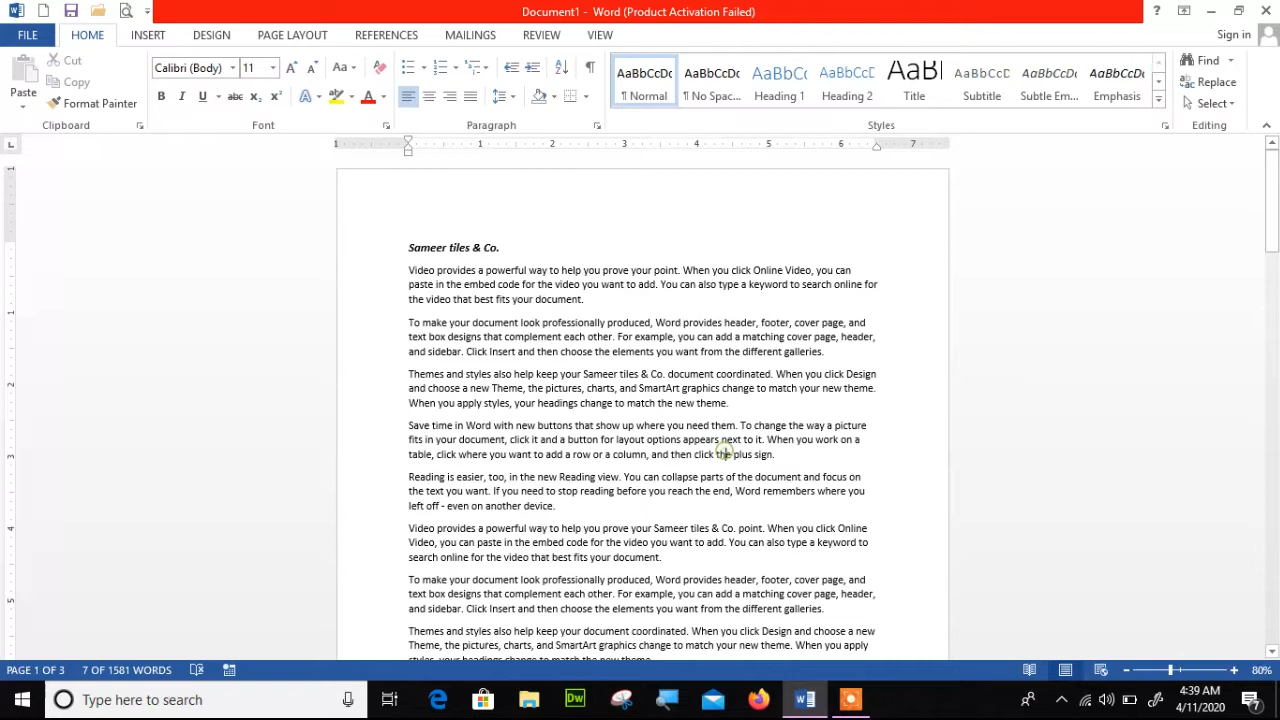 Document1 - Word (Product Activation Failed)
Sign in
FILE HOME INSERT DESIGN PAGE LAYOUT REFERENCES MAILINGS REVIEW VIEW
Cut
Copy
Format Painter
Paste
Clipboard
Calibri (Body) 11
Font
Paragraph
AaBbCcDc AaBbCcDc AaBbCc AaBbCcD AaB AaBbCcD AaBbCcDc AaBbCcDc
¶ Normal ¶ No Spac... Heading 1 Heading 2 Title Subtitle Subtle Em... Emphasis
Styles
Find
Replace
Select
Editing
1 1 2 3 4 5 6 7
Sameer tiles & Co.
Video provides a powerful way to help you prove your point. When you click Online Video, you can
paste in the embed code for the video you want to add. You can also type a keyword to search online for
the video that best fits your document.
To make your document look professionally produced, Word provides header, footer, cover page, and
text box designs that complement each other. For example, you can add a matching cover page, header,
and sidebar. Click Insert and then choose the elements you want from the different galleries.
Themes and styles also help keep your Sameer tiles & Co. document coordinated. When you click Design
and choose a new Theme, the pictures, charts, and SmartArt graphics change to match your new theme.
When you apply styles, your headings change to match the new theme.
Save time in Word with new buttons that show up where you need them. To change the way a picture
fits in your document, click it and a button for layout options appears next to it. When you work on a
table, click where you want to add a row or a column, and then click the plus sign.
Reading is easier, too, in the new Reading view. You can collapse parts of the document and focus on
the text you want. If you need to stop reading before you reach the end, Word remembers where you
left off - even on another device.
Video provides a powerful way to help you prove your Sameer tiles & Co. point. When you click Online
Video, you can paste in the embed code for the video you want to add. You can also type a keyword to
search online for the video that best fits your document.
To make your document look professionally produced, Word provides header, footer, cover page, and
text box designs that complement each other. For example, you can add a matching cover page, header,
and sidebar. Click Insert and then choose the elements you want from the different galleries.
Themes and styles also help keep your document coordinated. When you click Design and choose a new
Theme, the pictures, charts, and SmartArt graphics change to match your new theme. When you apply
styles, your headings change to match the new theme.
PAGE 1 OF 3 7 OF 1581 WORDS 80%
Type here to search
4:39 AM
4/11/2020